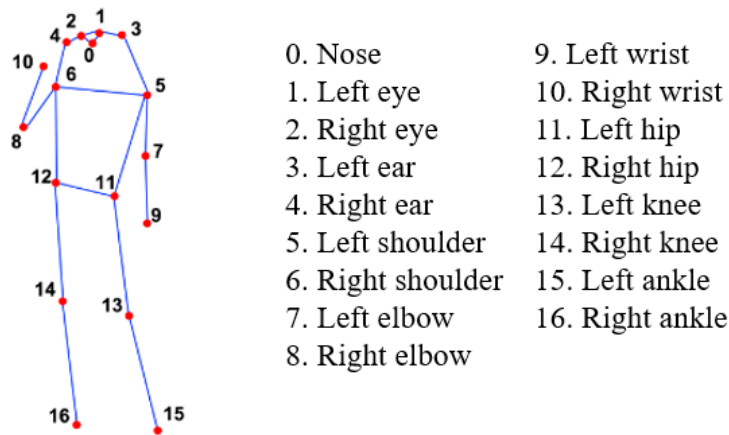 1
2
3
4
0
10
6
5
8
7
12
11
9
14
13
16
15
0. Nose
1. Left eye
2. Right eye
3. Left ear
4. Right ear
5. Left shoulder
6. Right shoulder
7. Left elbow
8. Right elbow
9. Left wrist
10. Right wrist
11. Left hip
12. Right hip
13. Left knee
14. Right knee
15. Left ankle
16. Right ankle